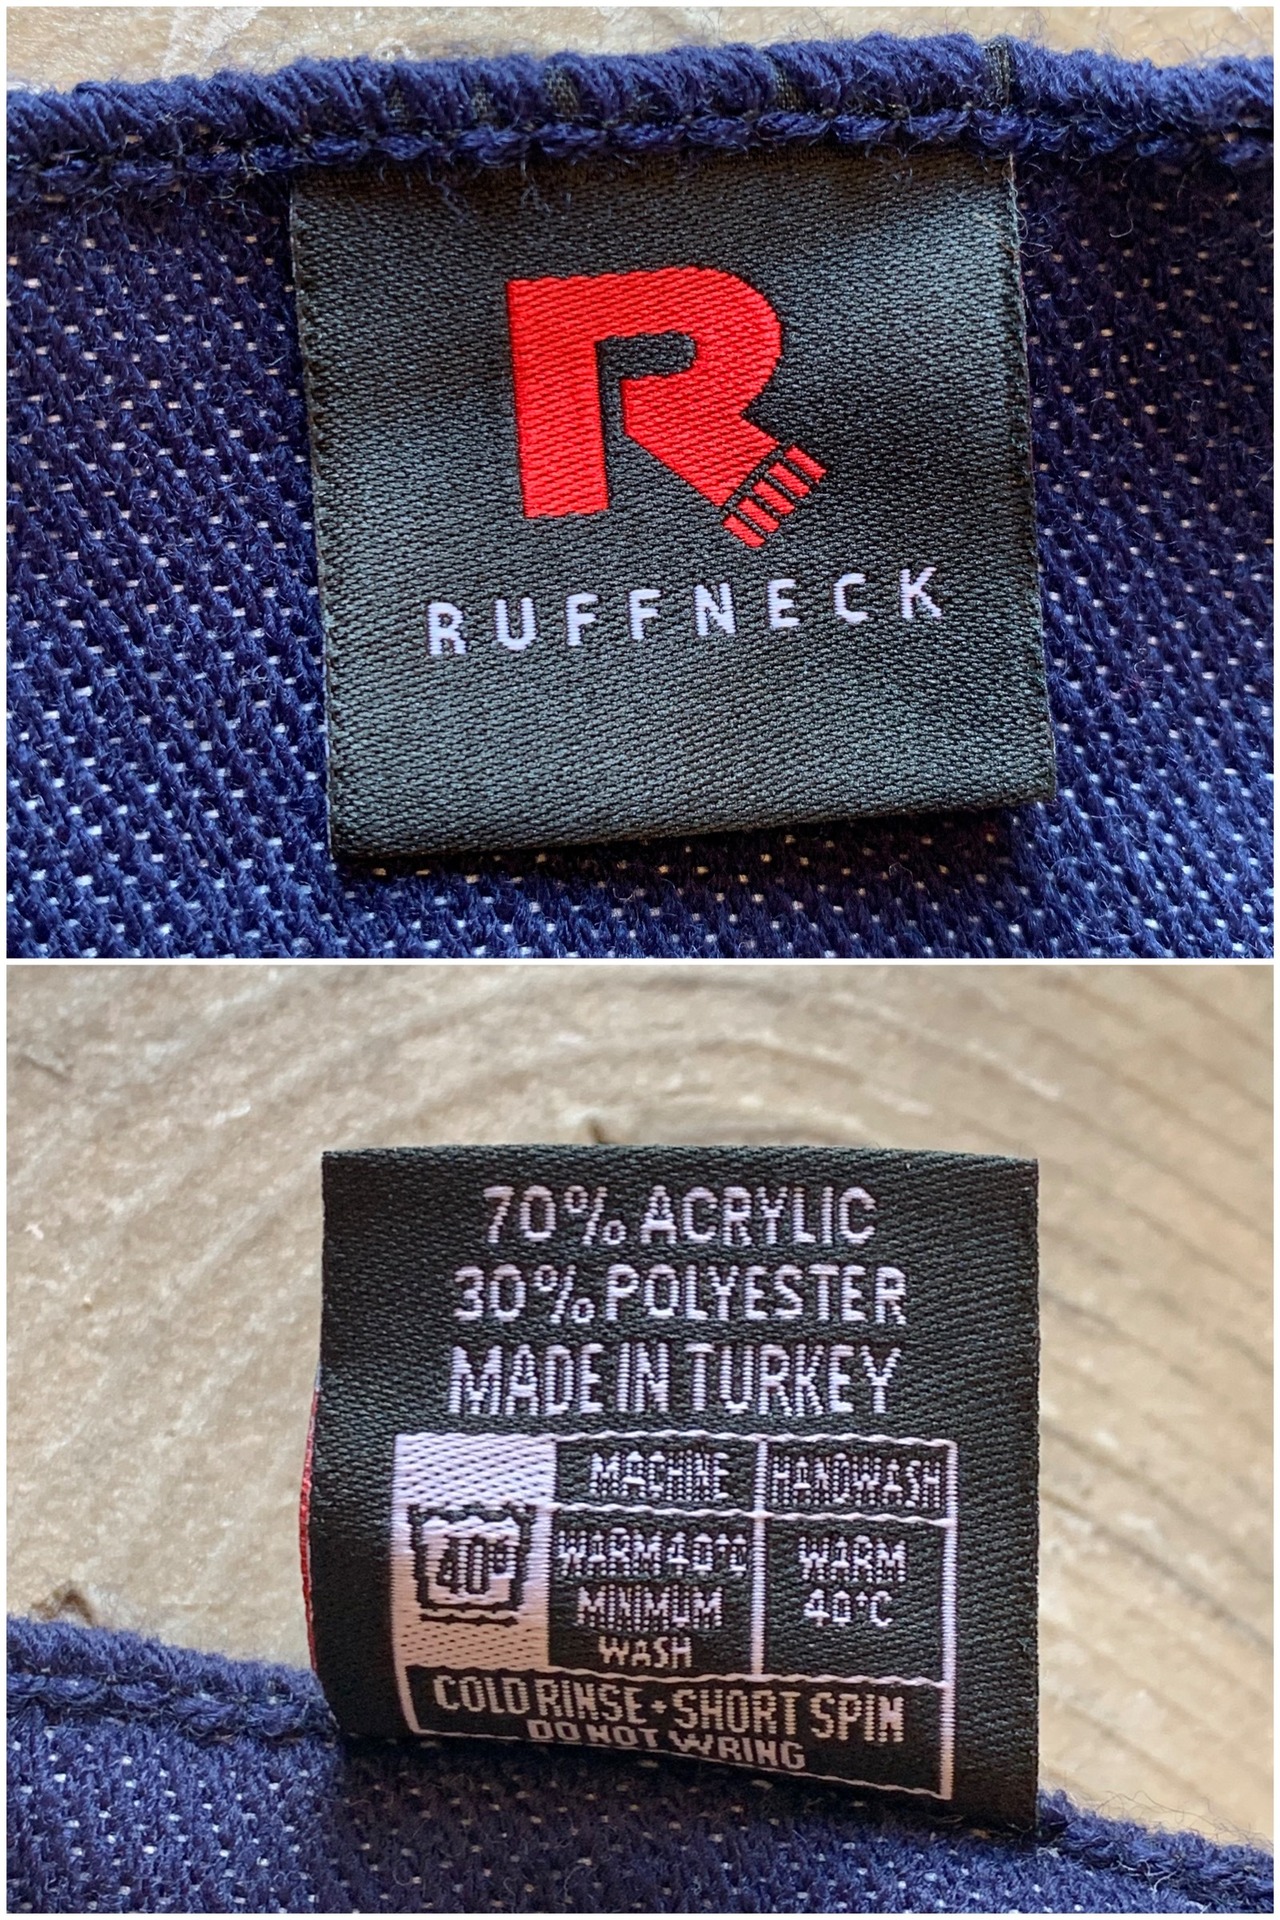 R
RUFFNECK
70% ACRYLIC
30% POLYESTER
MADE IN TURKEY
MACHINE HANDWASH
40° WARM 40°C WARM
MINIMUM 40°C
WASH
COLD RINSE • SHORT SPIN
DO NOT WRING